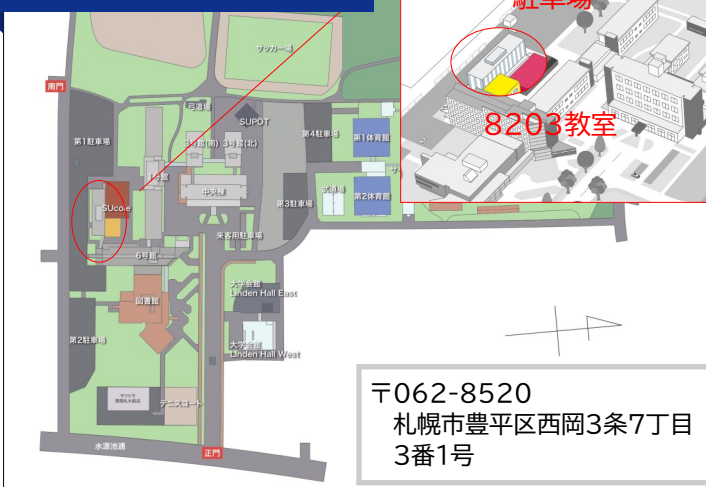 駐車場
8203教室
サッカー場
南門
弓道場
SUPOT
第1駐車場
3号館(南)
3号館(北)
第4駐車場
第1体育館
1号館
中央棟
武道場
第2体育館
第3駐車場
SUcole
来客用駐車場
6号館
大学会館
Linden Hall East
図書館
第2駐車場
大学会館
Linden Hall West
テニスコート
水源池通
正門
〒062-8520
札幌市豊平区西岡3条7丁目
3番1号